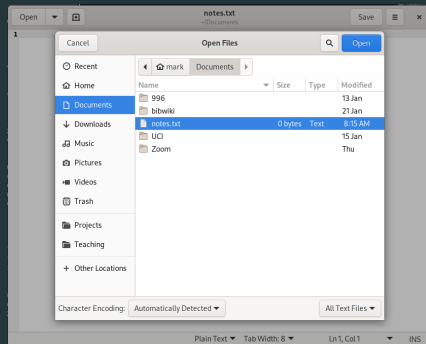 Open
notes.txt
~/Documents
Save
1
Cancel
Open Files
Open
Recent
Home
Documents
Downloads
Music
Pictures
Videos
Trash
Projects
Teaching
+ Other Locations
mark Documents
Name Size Type Modified
996 13 Jan
bibwiki 21 Jan
notes.txt 0 bytes Text 8:15 AM
UCI 15 Jan
Zoom Thu
Character Encoding: Automatically Detected All Text Files
Plain Text Tab Width: 8 Ln 1, Col 1 INS